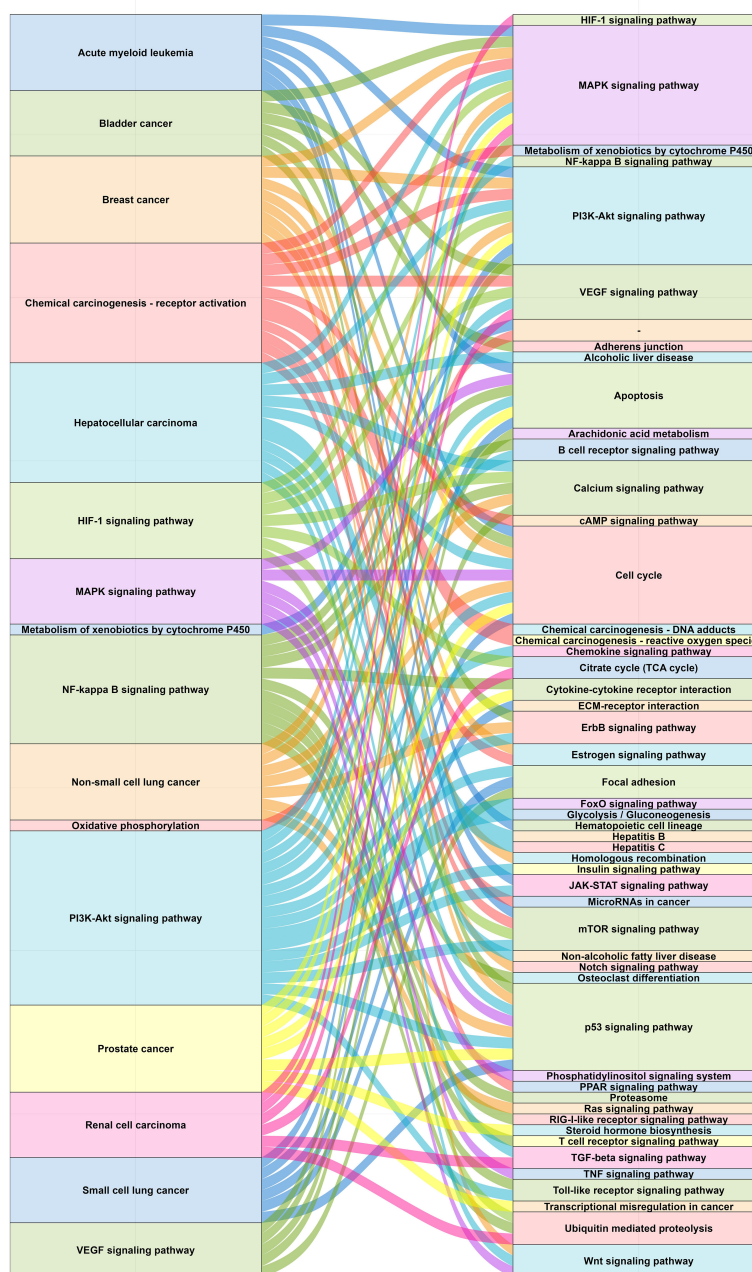 Acute myeloid leukemia
Bladder cancer
Breast cancer
Chemical carcinogenesis - receptor activation
Hepatocellular carcinoma
HIF-1 signaling pathway
MAPK signaling pathway
Metabolism of xenobiotics by cytochrome P450
NF-kappa B signaling pathway
Non-small cell lung cancer
Oxidative phosphorylation
PI3K-Akt signaling pathway
Prostate cancer
Renal cell carcinoma
Small cell lung cancer
VEGF signaling pathway
HIF-1 signaling pathway
MAPK signaling pathway
Metabolism of xenobiotics by cytochrome P450
NF-kappa B signaling pathway
PI3K-Akt signaling pathway
VEGF signaling pathway
-
Adherens junction
Alcoholic liver disease
Apoptosis
Arachidonic acid metabolism
B cell receptor signaling pathway
Calcium signaling pathway
cAMP signaling pathway
Cell cycle
Chemical carcinogenesis - DNA adducts
Chemical carcinogenesis - reactive oxygen speci
Chemokine signaling pathway
Citrate cycle (TCA cycle)
Cytokine-cytokine receptor interaction
ECM-receptor interaction
ErbB signaling pathway
Estrogen signaling pathway
Focal adhesion
FoxO signaling pathway
Glycolysis / Gluconeogenesis
Hematopoietic cell lineage
Hepatitis B
Hepatitis C
Homologous recombination
Insulin signaling pathway
JAK-STAT signaling pathway
MicroRNAs in cancer
mTOR signaling pathway
Non-alcoholic fatty liver disease
Notch signaling pathway
Osteoclast differentiation
p53 signaling pathway
Phosphatidylinositol signaling system
PPAR signaling pathway
Proteasome
Ras signaling pathway
RIG-I-like receptor signaling pathway
Steroid hormone biosynthesis
T cell receptor signaling pathway
TGF-beta signaling pathway
TNF signaling pathway
Toll-like receptor signaling pathway
Transcriptional misregulation in cancer
Ubiquitin mediated proteolysis
Wnt signaling pathway